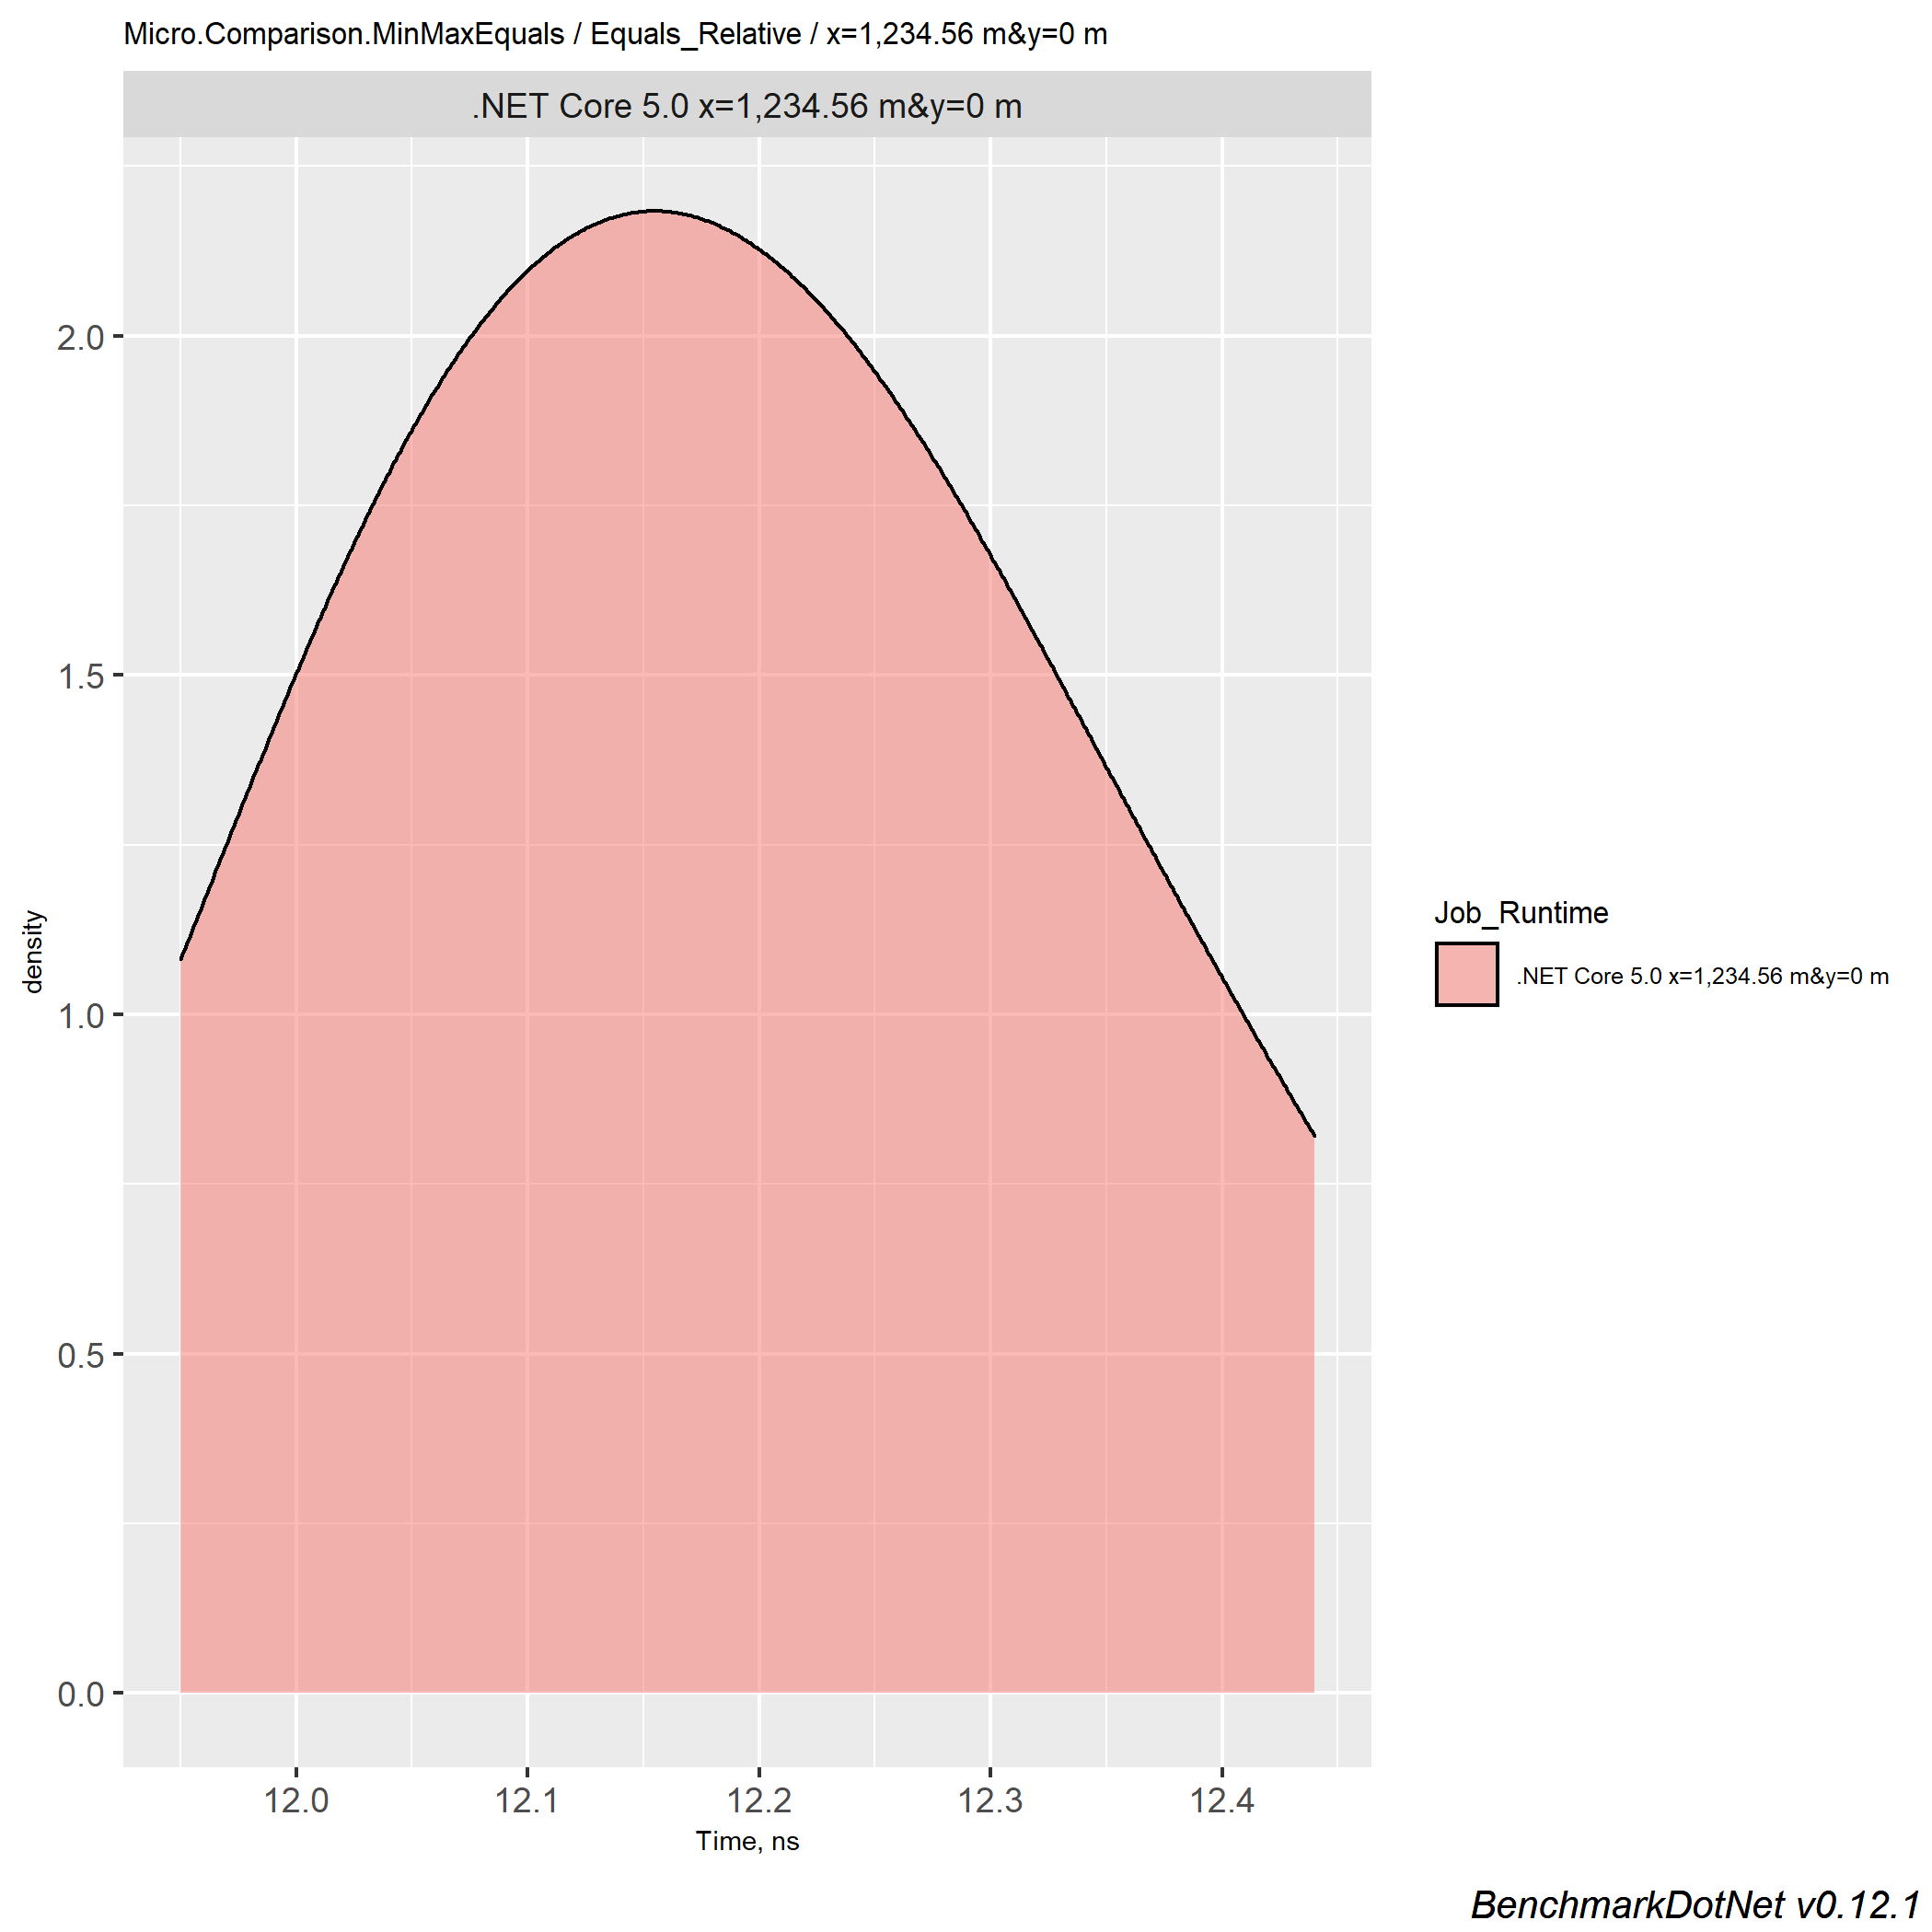 Micro.Comparison.MinMaxEquals / Equals_Relative / x=1,234.56 m&y=0 m
.NET Core 5.0 x=1,234.56 m&y=0 m
2.0
1.5
1.0
0.5
0.0
density
12.0 12.1 12.2 12.3 12.4
Time, ns
Job_Runtime
.NET Core 5.0 x=1,234.56 m&y=0 m
BenchmarkDotNet v0.12.1